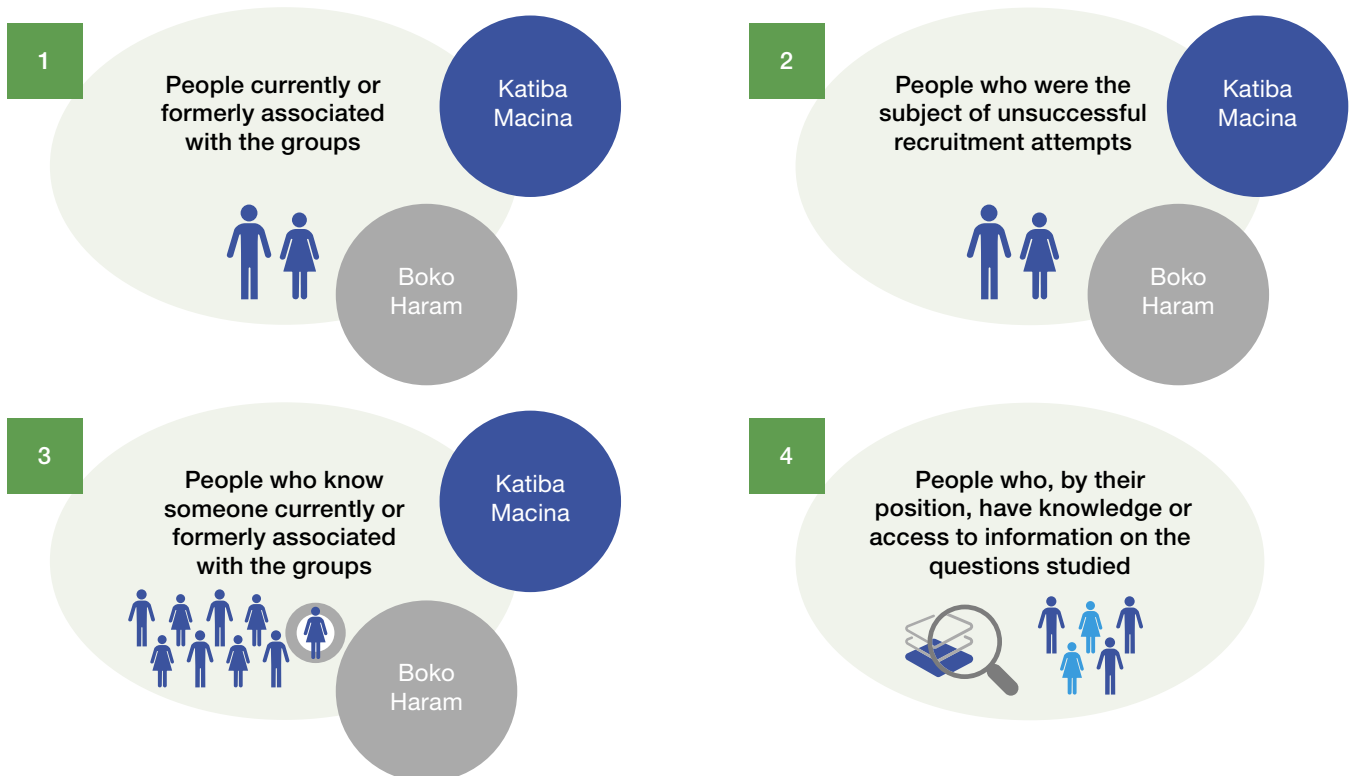 1
People currently or
formerly associated
with the groups
Katiba
Macina
Boko
Haram
2
People who were the
subject of unsuccessful
recruitment attempts
Katiba
Macina
Boko
Haram
3
People who know
someone currently or
formerly associated
with the groups
Katiba
Macina
Boko
Haram
4
People who, by their
position, have knowledge or
access to information on the
questions studied